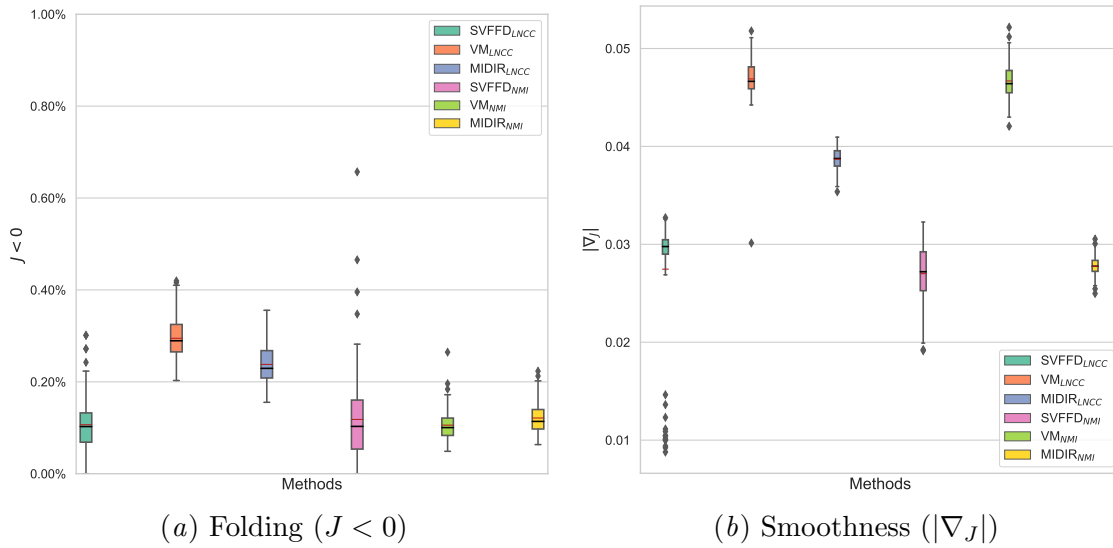 1.00%
0.80%
0.60%
0.40%
0.20%
0.00%
J < 0
SVFFD_LNCC
VM_LNCC
MIDIR_LNCC
SVFFD_NMI
VM_NMI
MIDIR_NMI
Methods
(a) Folding (J < 0)
0.05
0.04
0.03
0.02
0.01
|∇_J|
SVFFD_LNCC
VM_LNCC
MIDIR_LNCC
SVFFD_NMI
VM_NMI
MIDIR_NMI
Methods
(b) Smoothness (|∇_J|)